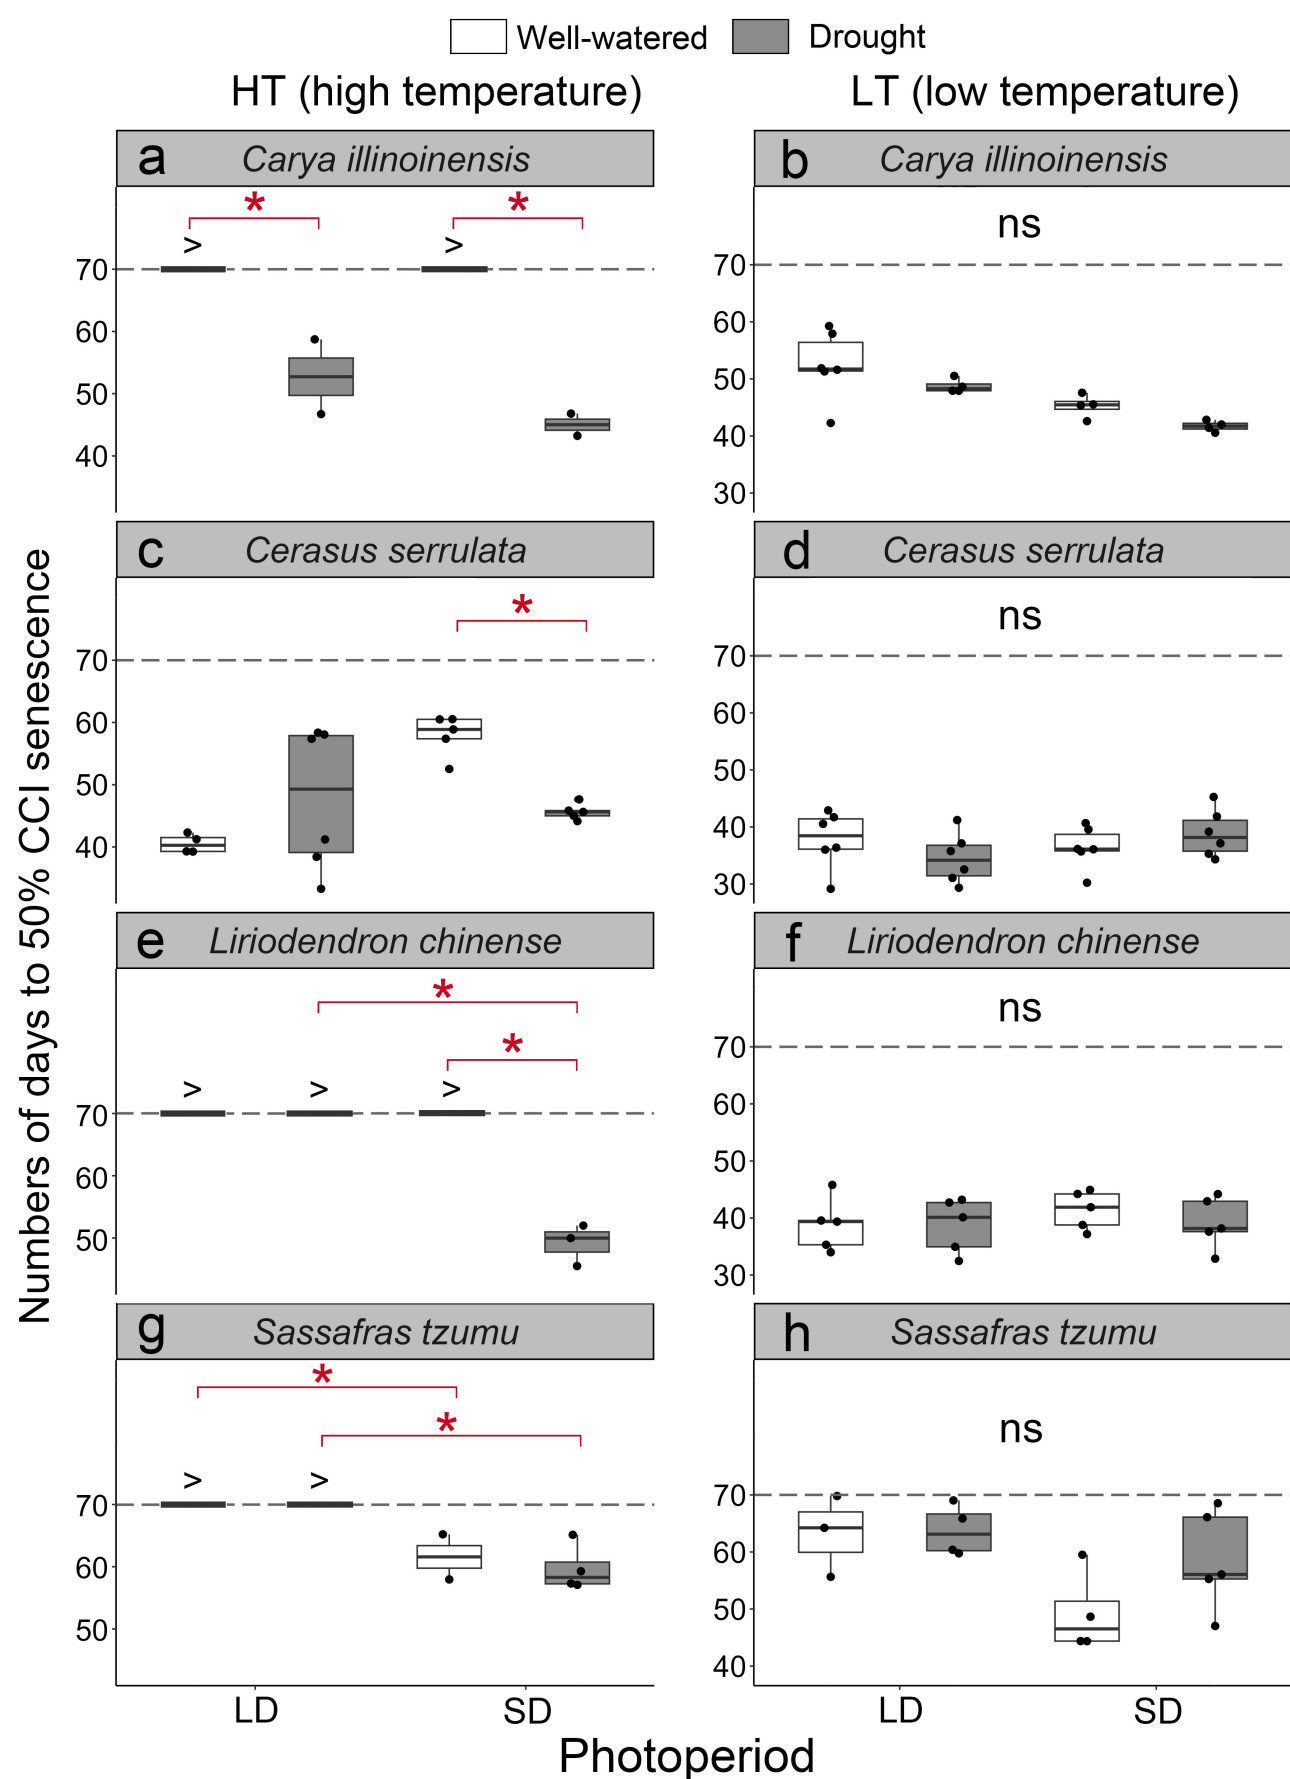 Well-watered Drought
HT (high temperature) LT (low temperature)
a Carya illinoinensis
* *
> >
70
60
50
40
b Carya illinoinensis
ns
70
60
50
40
30
c Cerasus serrulata
*
70
60
50
40
d Cerasus serrulata
ns
70
60
50
40
30
e Liriodendron chinense
*
*
> > >
70
60
50
f Liriodendron chinense
ns
70
60
50
40
30
g Sassafras tzumu
*
*
> >
70
60
50
h Sassafras tzumu
ns
70
60
50
40
LD SD LD SD
Photoperiod
Numbers of days to 50% CCI senescence